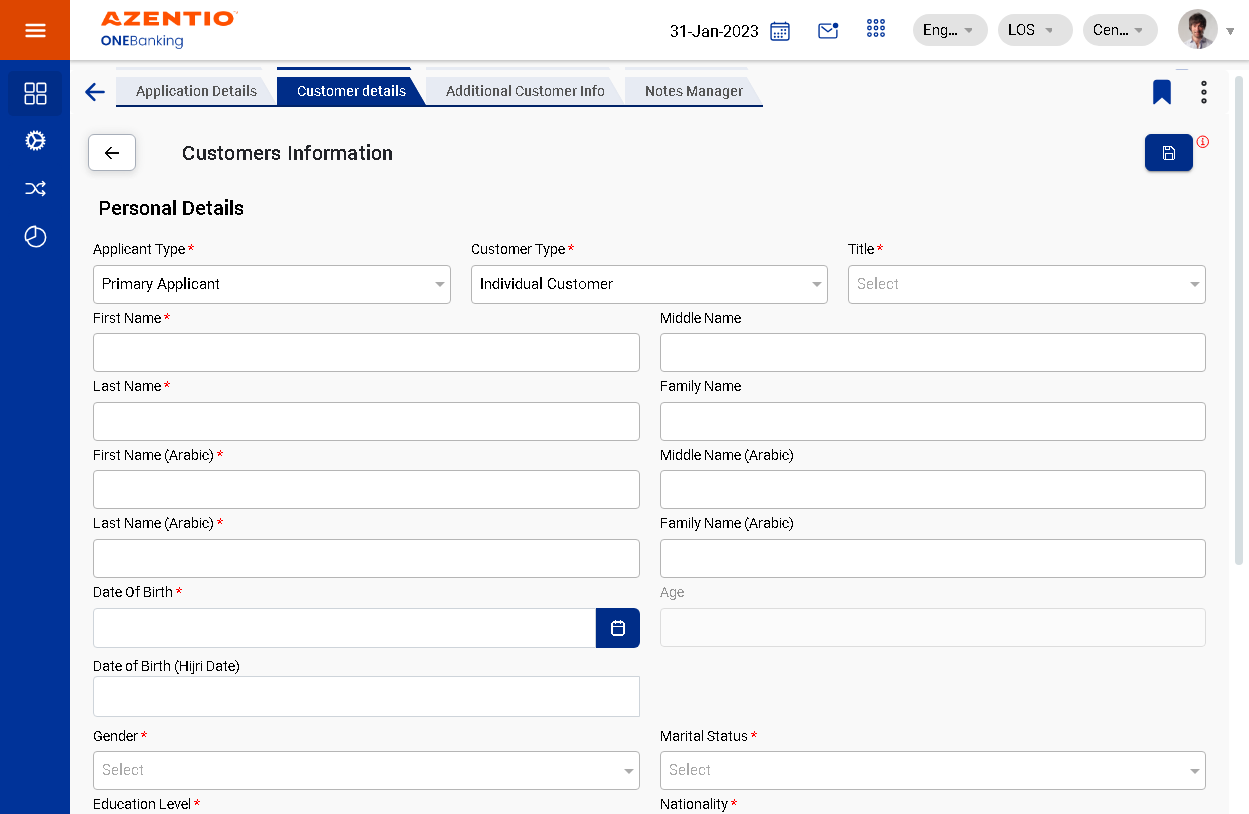 AZENTIO
ONEBanking
31-Jan-2023
Eng...
LOS
Cen...
Application Details
Customer details
Additional Customer Info
Notes Manager
Customers Information
Personal Details
Applicant Type *
Customer Type *
Title *
Primary Applicant
Individual Customer
Select
First Name *
Middle Name
Last Name *
Family Name
First Name (Arabic) *
Middle Name (Arabic)
Last Name (Arabic) *
Family Name (Arabic)
Date Of Birth *
Age
Date of Birth (Hijri Date)
Gender *
Marital Status *
Select
Select
Education Level *
Nationality *